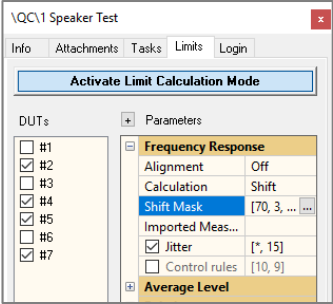 \QC\1 Speaker Test x
Info Attachments Tasks Limits Login
Activate Limit Calculation Mode
DUTs
#1
#2
#3
#4
#5
#6
#7
+ Parameters
Frequency Response
Alignment Off
Calculation Shift
Shift Mask [70, 3, ... ...
Imported Meas...
Jitter [*, 15]
Control rules [10, 9]
Average Level